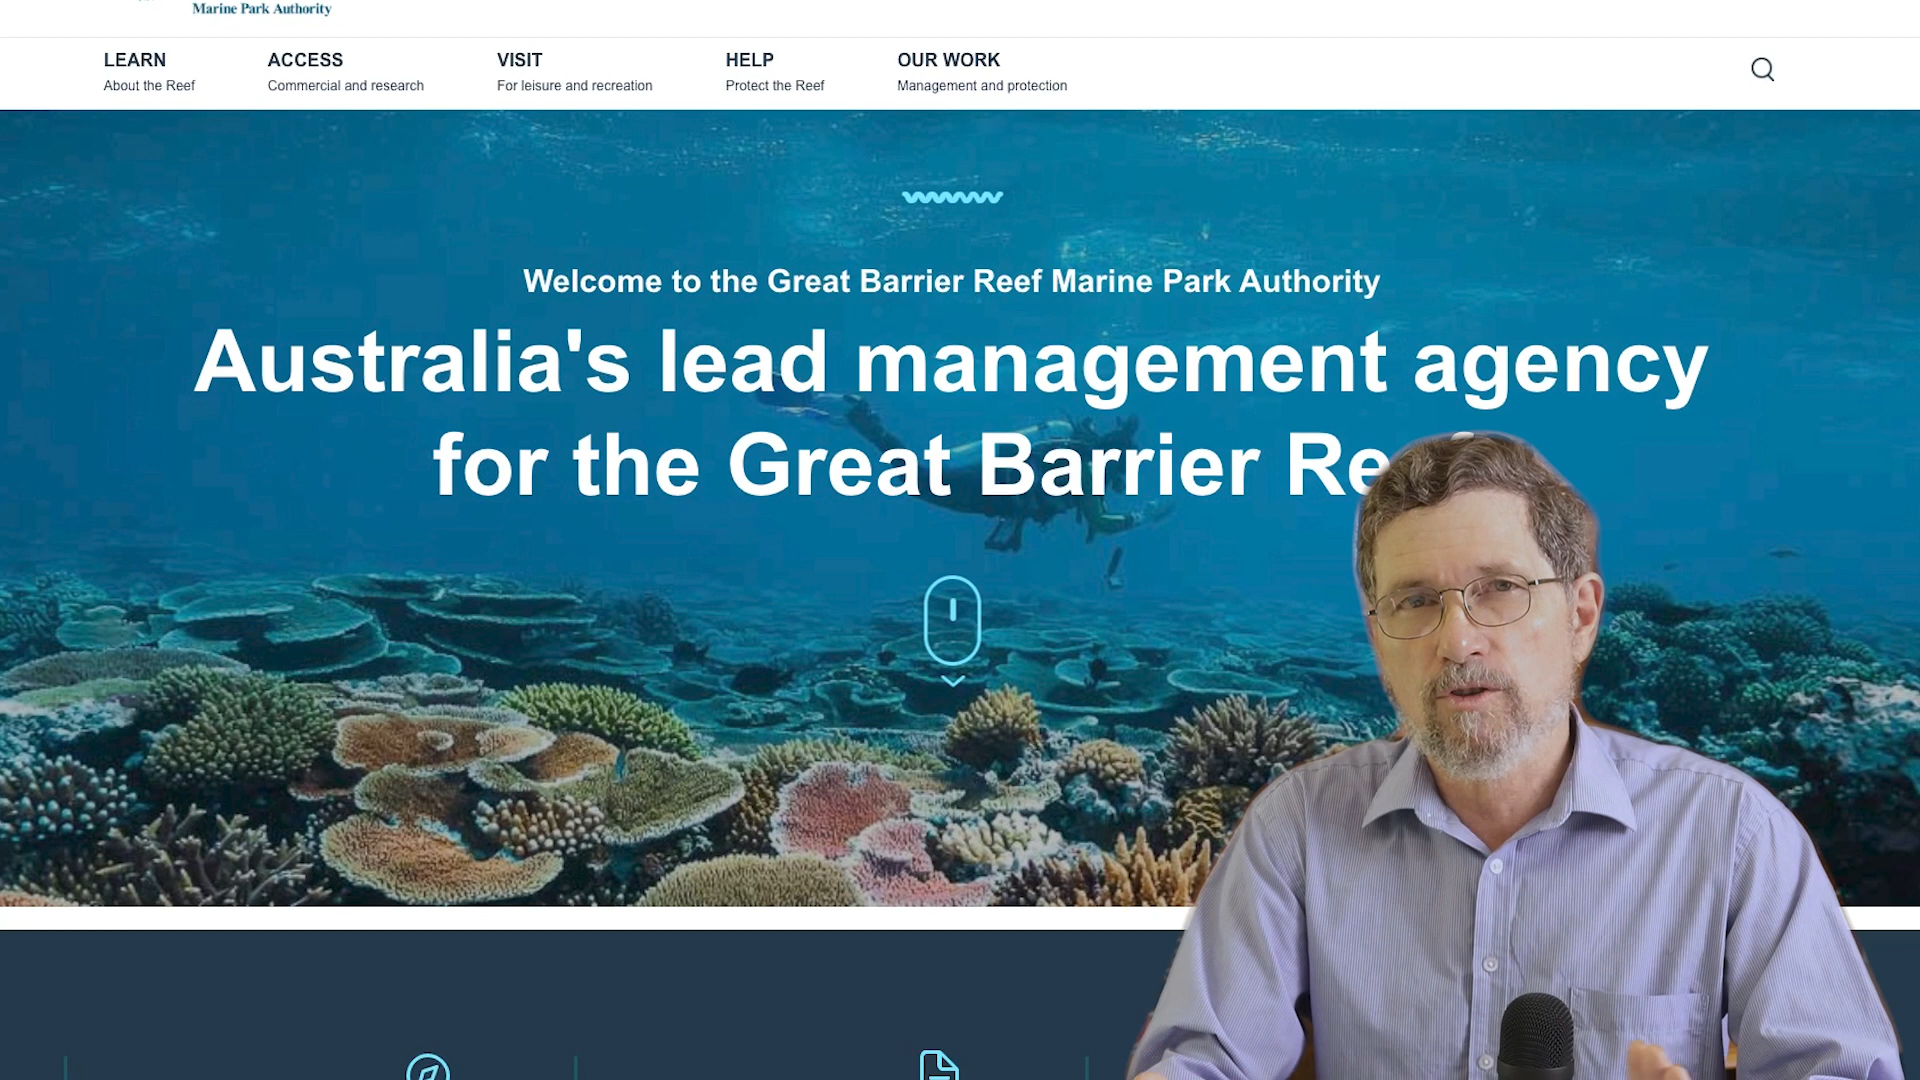 Marine Park Authority
LEARN
About the Reef
ACCESS
Commercial and research
VISIT
For leisure and recreation
HELP
Protect the Reef
OUR WORK
Management and protection
Welcome to the Great Barrier Reef Marine Park Authority
Australia's lead management agency
for the Great Barrier Re